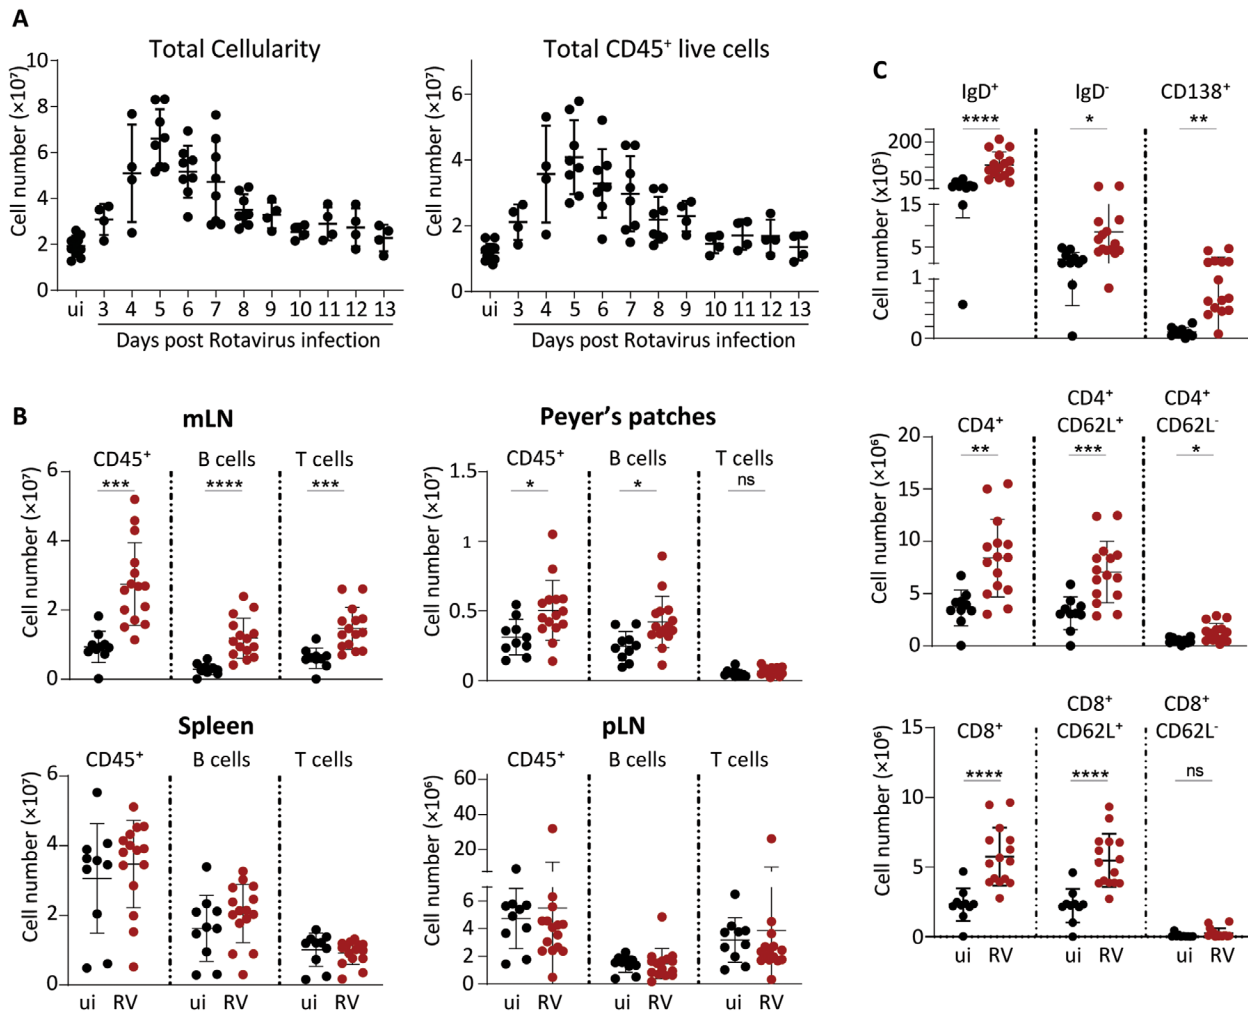 A
Total Cellularity
Cell number (×10⁷)
10
8
6
4
2
0
ui 3 4 5 6 7 8 9 10 11 12 13
Days post Rotavirus infection
Total CD45⁺ live cells
Cell number (×10⁷)
6
4
2
0
ui 3 4 5 6 7 8 9 10 11 12 13
Days post Rotavirus infection
B
mLN
CD45⁺ B cells T cells
*** **** ***
Cell number (×10⁷)
6
4
2
0
Peyer’s patches
CD45⁺ B cells T cells
* * ns
Cell number (×10⁷)
1.5
1
0.5
0
Spleen
CD45⁺ B cells T cells
Cell number (×10⁷)
6
4
2
0
ui RV ui RV ui RV
pLN
CD45⁺ B cells T cells
Cell number (×10⁶)
60
40
20
6
4
2
0
ui RV ui RV ui RV
C
IgD⁺ IgD⁻ CD138⁺
**** * **
Cell number (x10⁵)
200
50
15
5
1
0
CD4⁺ CD4⁺ CD62L⁺ CD4⁺ CD62L⁻
** *** *
Cell number (×10⁶)
20
15
10
5
0
CD8⁺ CD8⁺ CD62L⁺ CD8⁺ CD62L⁻
**** **** ns
Cell number (×10⁶)
15
10
5
0
ui RV ui RV ui RV